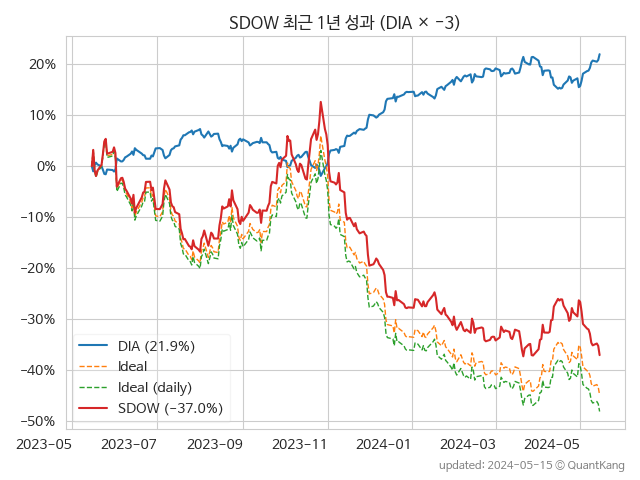 SDOW 최근 1년 성과 (DIA × −3)
20%
10%
0%
−10%
−20%
−30%
−40%
−50%
DIA (21.9%)
Ideal
Ideal (daily)
SDOW (−37.0%)
2023-05 2023-07 2023-09 2023-11 2024-01 2024-03 2024-05
updated: 2024-05-15 © QuantKang